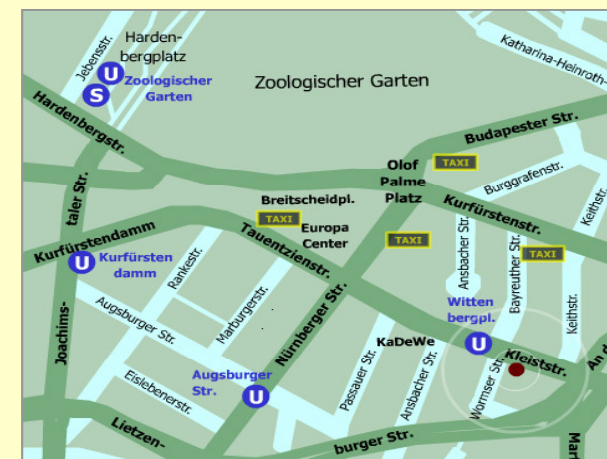 Harden-
bergplatz
Jebensstr.
U
S
Zoologischer
Garten
Zoologischer Garten
Katharina-Heinroth-
Hardenbergstr.
Budapester Str.
TAXI
Olof
Palme
Platz
Burggrafenstr.
taler Str.
Breitscheidpl.
TAXI
Europa
Center
Kurfürstenstr.
Keithstr.
Kurfürstendamm
U
Kurfürsten
damm
Tauentzienstr.
TAXI
Ansbacher Str.
Bayreuther Str.
TAXI
Rankestr.
Marburgerstr.
Nürnberger Str.
Witten
bergpl.
U
Keithstr.
Joachims-
Augsburger Str.
KaDeWe
Kleiststr.
An d
Eislebenerstr.
Augsburger
Str.
U
Passauer Str.
Ansbacher Str.
Wormser Str.
Lietzen-
burger Str.
Mar